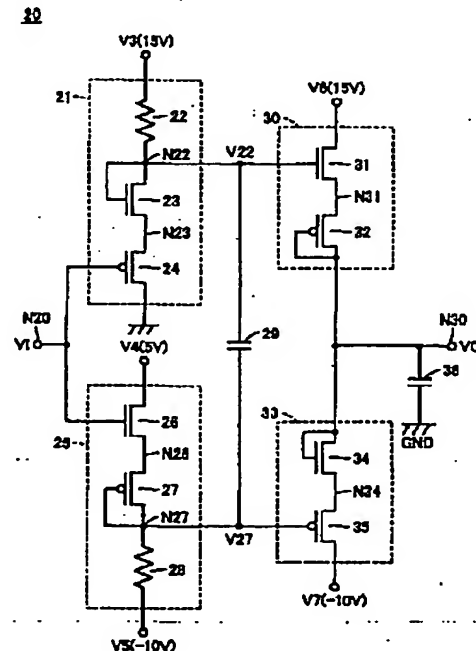 20
V3(15V)
21
22
V6(15V)
30
N22
V22
31
23
N31
N23
32
24
N20
VI
V4(5V)
29
N30
VO
36
33
GND
26
25
N26
34
27
N34
N27
V27
35
28
V7(-10V)
V5(-10V)